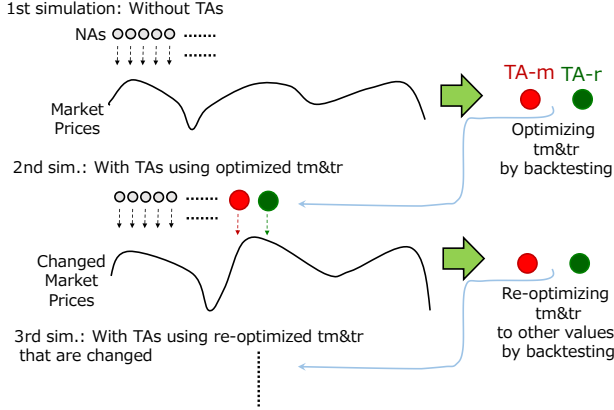 1st simulation: Without TAs
NAs
TA-m TA-r
Market
Prices
Optimizing
tm&tr
by backtesting
2nd sim.: With TAs using optimized tm&tr
Changed
Market
Prices
Re-optimizing
tm&tr
to other values
by backtesting
3rd sim.: With TAs using re-optimized tm&tr
that are changed